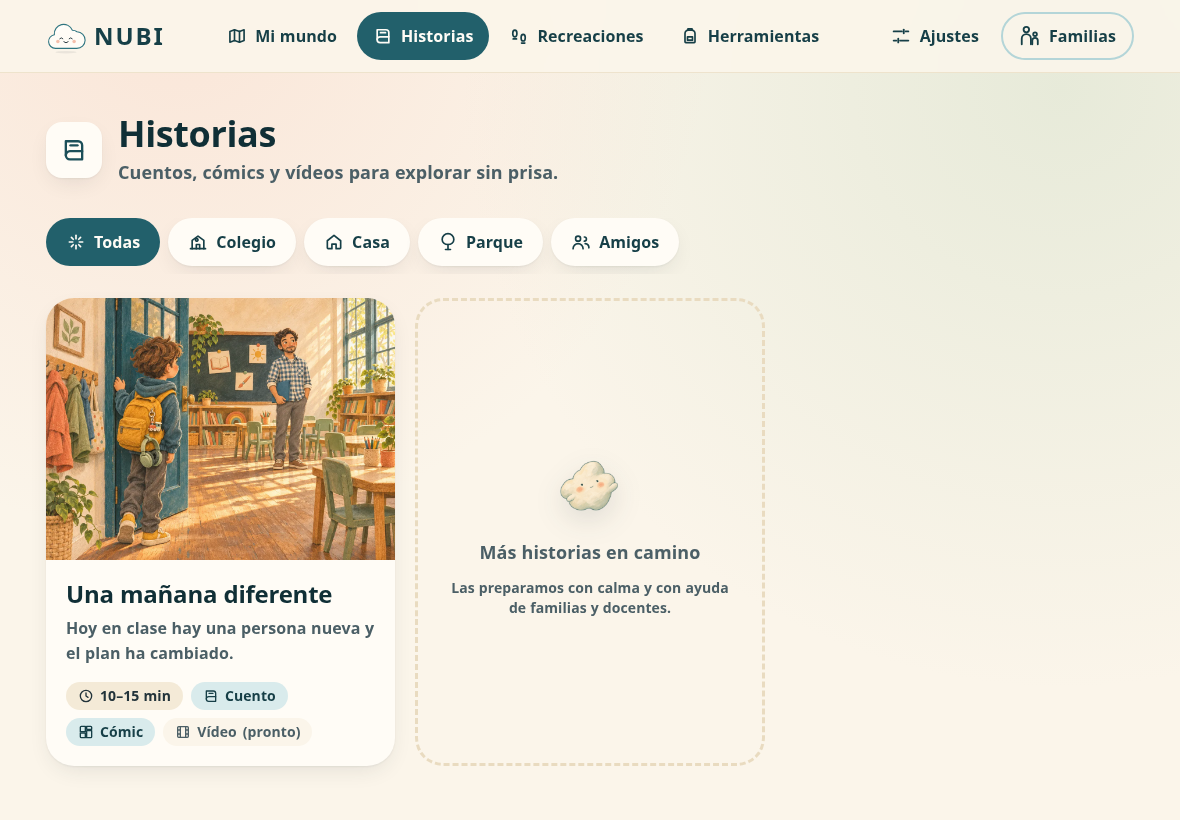 NUBI
Mi mundo
Historias
Recreaciones
Herramientas
Ajustes
Familias
Historias
Cuentos, cómics y vídeos para explorar sin prisa.
Todas
Colegio
Casa
Parque
Amigos
Una mañana diferente
Hoy en clase hay una persona nueva y
el plan ha cambiado.
10–15 min
Cuento
Cómic
Vídeo (pronto)
Más historias en camino
Las preparamos con calma y con ayuda
de familias y docentes.